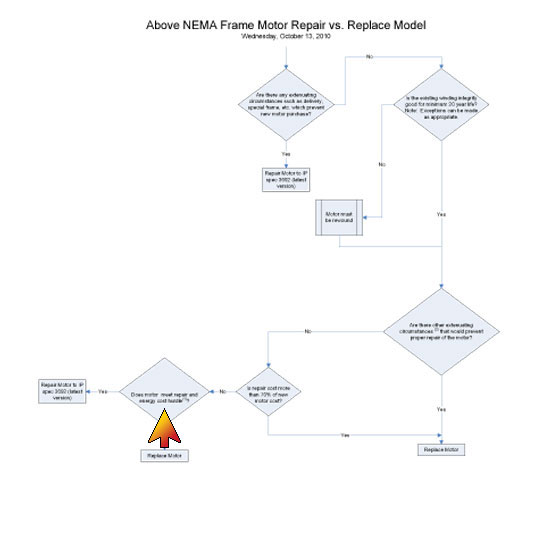 Above NEMA Frame Motor Repair vs. Replace Model
Wednesday, October 13, 2010
No
Are there any extenuating
circumstances such as delivery,
special frame, etc. which prevent
new motor purchase?
Is the existing winding integrity
good for minimum 20 year life?
Note: Exceptions can be made
as appropriate.
Yes
No
Repair Motor to IP
spec 3692 (latest
version)
Motor must
be rewound
Yes
Are there other extenuating
circumstances that would prevent
proper repair of the motor?
No
Repair Motor to IP
spec 3692 (latest
version)
Yes
Does motor meet repair and
energy cost hurdle ?
No
Is repair cost more
than 70% of new
motor cost?
Yes
Yes
Replace Motor
Replace Motor